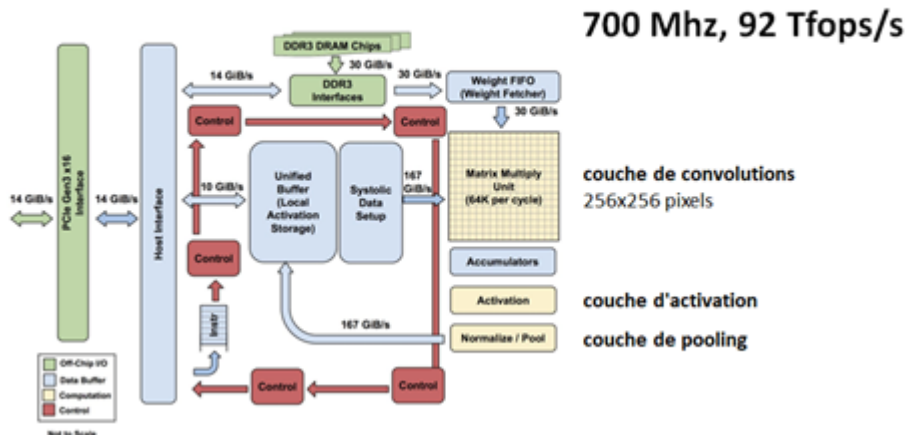 700 Mhz, 92 Tfops/s
DDR3 DRAM Chips
30 GiB/s
14 GiB/s
DDR3
Interfaces
30 GiB/s
Weight FIFO
(Weight Fetcher)
30 GiB/s
Control
Control
14 GiB/s
PCIe Gen3 x16
Interface
14 GiB/s
Host Interface
10 GiB/s
Unified
Buffer
(Local
Activation
Storage)
Systolic
Data
Setup
167
GiB/s
Matrix Multiply
Unit
(64K per cycle)
couche de convolutions
256x256 pixels
Control
Accumulators
Activation
couche d'activation
Instr
167 GiB/s
Normalize / Pool
couche de pooling
Off-Chip I/O
Data Buffer
Computation
Control
Control
Control
Not to Scale